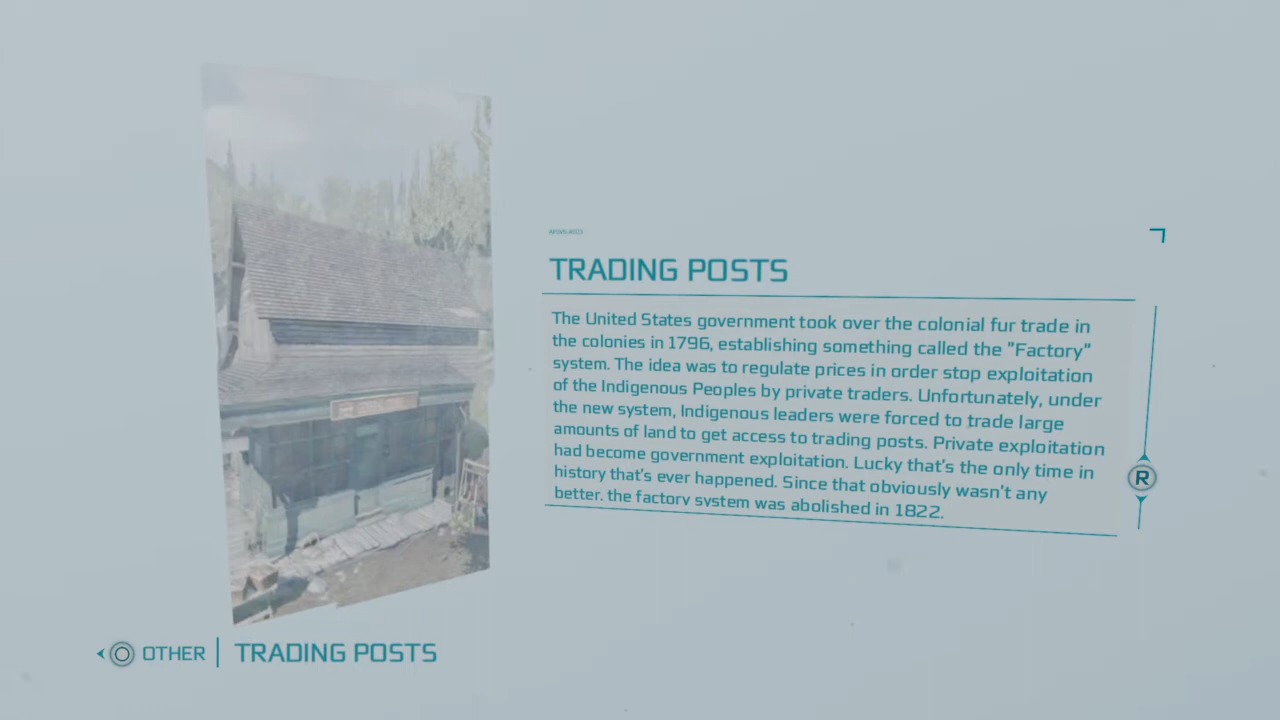 TRADING POSTS
The United States government took over the colonial fur trade in
the colonies in 1796, establishing something called the "Factory"
system. The idea was to regulate prices in order stop exploitation
of the Indigenous Peoples by private traders. Unfortunately, under
the new system, Indigenous leaders were forced to trade large
amounts of land to get access to trading posts. Private exploitation
had become government exploitation. Lucky that's the only time in
history that's ever happened. Since that obviously wasn't any
better, the factory system was abolished in 1822.
R
OTHER
TRADING POSTS